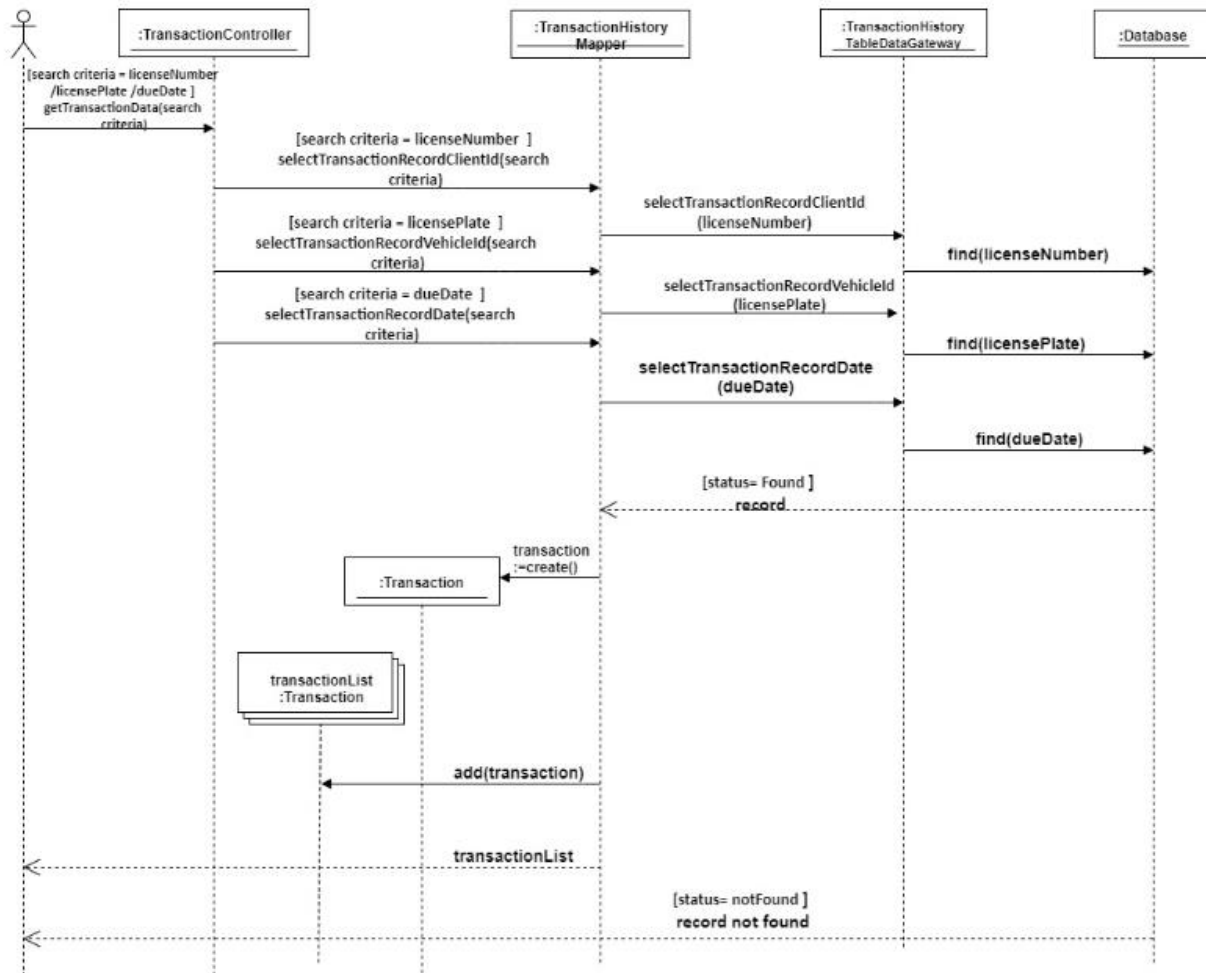 :TransactionController
:TransactionHistory
Mapper
:TransactionHistory
TableDataGateway
:Database
[search criteria = licenseNumber
/licensePlate /dueDate ]
getTransactionData(search
criteria)
[search criteria = licenseNumber ]
selectTransactionRecordClientId(search
criteria)
selectTransactionRecordClientId
(licenseNumber)
[search criteria = licensePlate ]
selectTransactionRecordVehicleId(search
criteria)
find(licenseNumber)
selectTransactionRecordVehicleId
(licensePlate)
[search criteria = dueDate ]
selectTransactionRecordDate(search
criteria)
find(licensePlate)
selectTransactionRecordDate
(dueDate)
find(dueDate)
[status= Found ]
record
transaction
:=create()
:Transaction
transactionList
:Transaction
add(transaction)
transactionList
[status= notFound ]
record not found